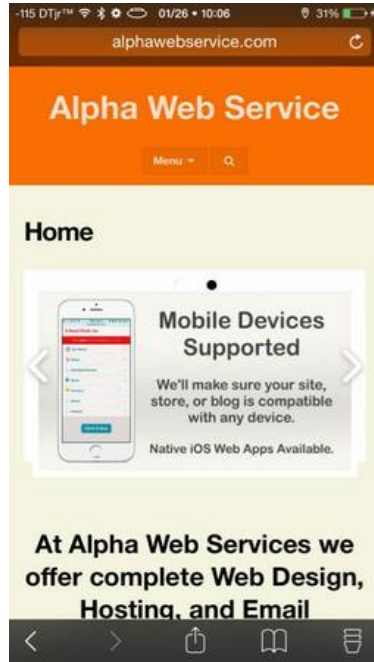 -115 DTjr™ 01/26 • 10:06 31%
alphawebservice.com
Alpha Web Service
Menu
Home
Mobile Devices
Supported
We'll make sure your site,
store, or blog is compatible
with any device.
Native iOS Web Apps Available.
At Alpha Web Services we
offer complete Web Design,
Hosting, and Email